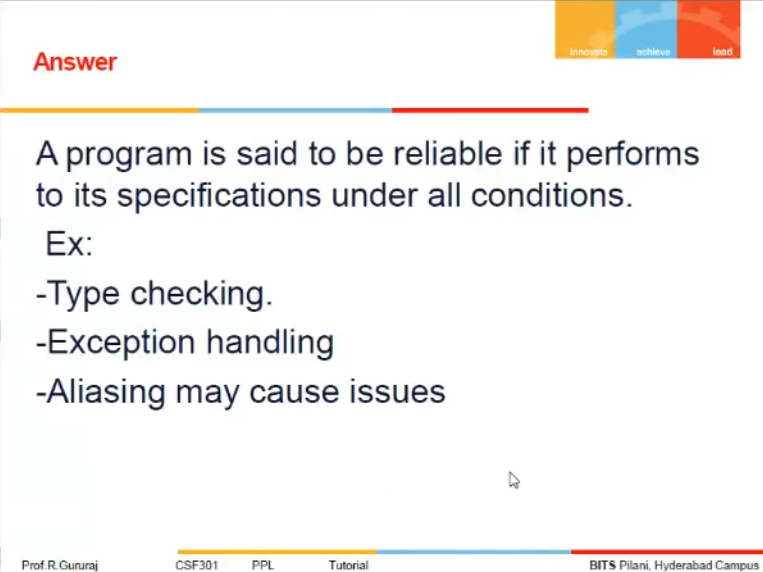 innovate achieve lead
Answer
A program is said to be reliable if it performs
to its specifications under all conditions.
Ex:
-Type checking.
-Exception handling
-Aliasing may cause issues
Prof.R.Gururaj CSF301 PPL Tutorial BITS Pilani, Hyderabad Campus